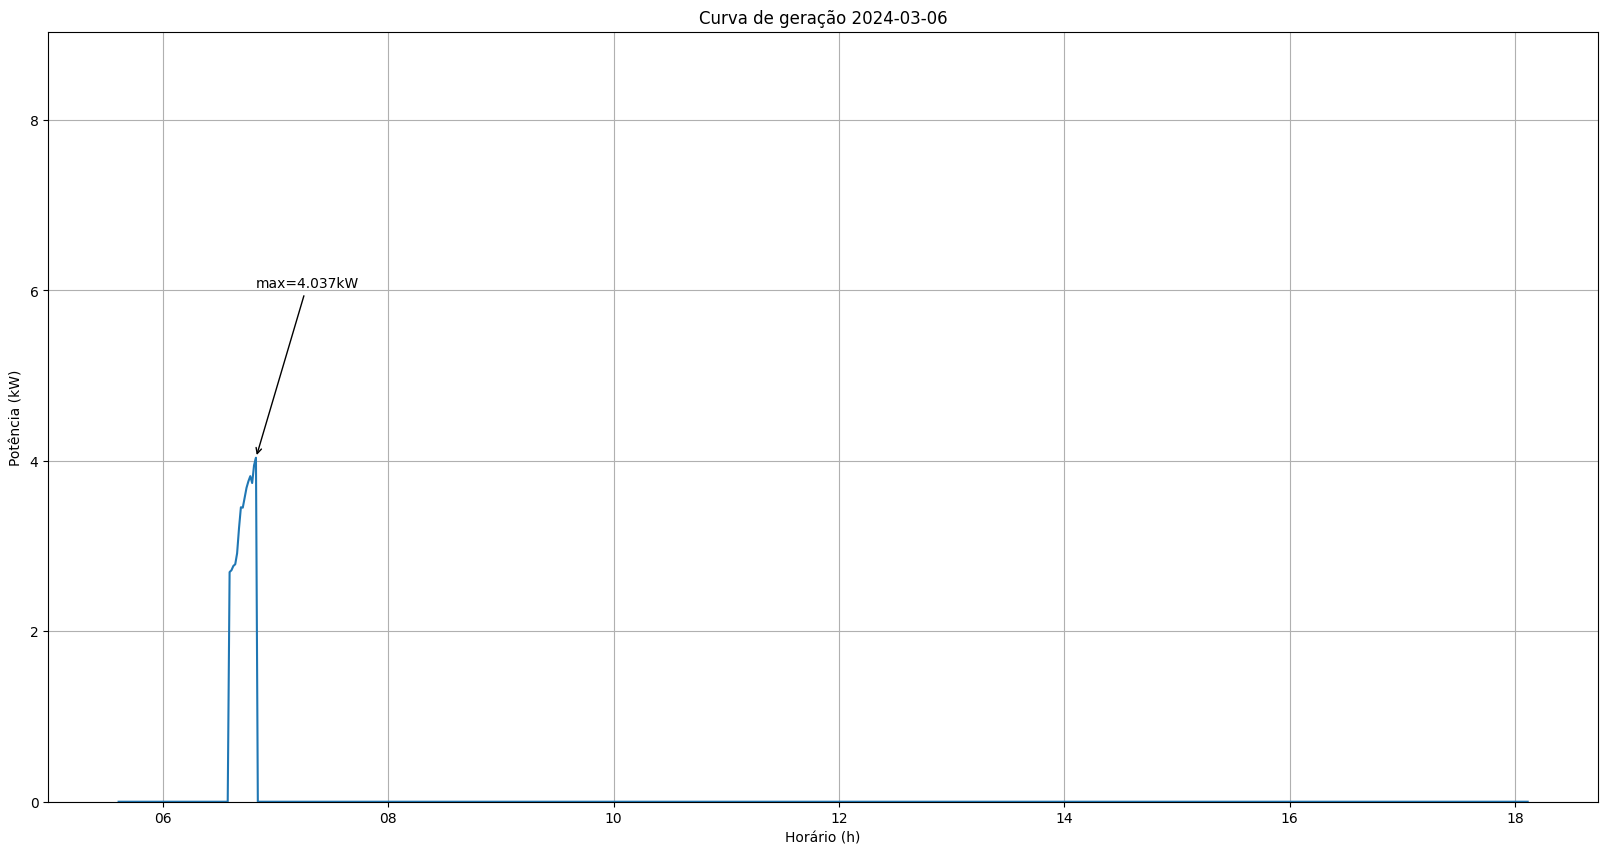 Curva de geração 2024-03-06
8
6
4
2
0
max=4.037kW
Potência (kW)
06 08 10 12 14 16 18
Horário (h)